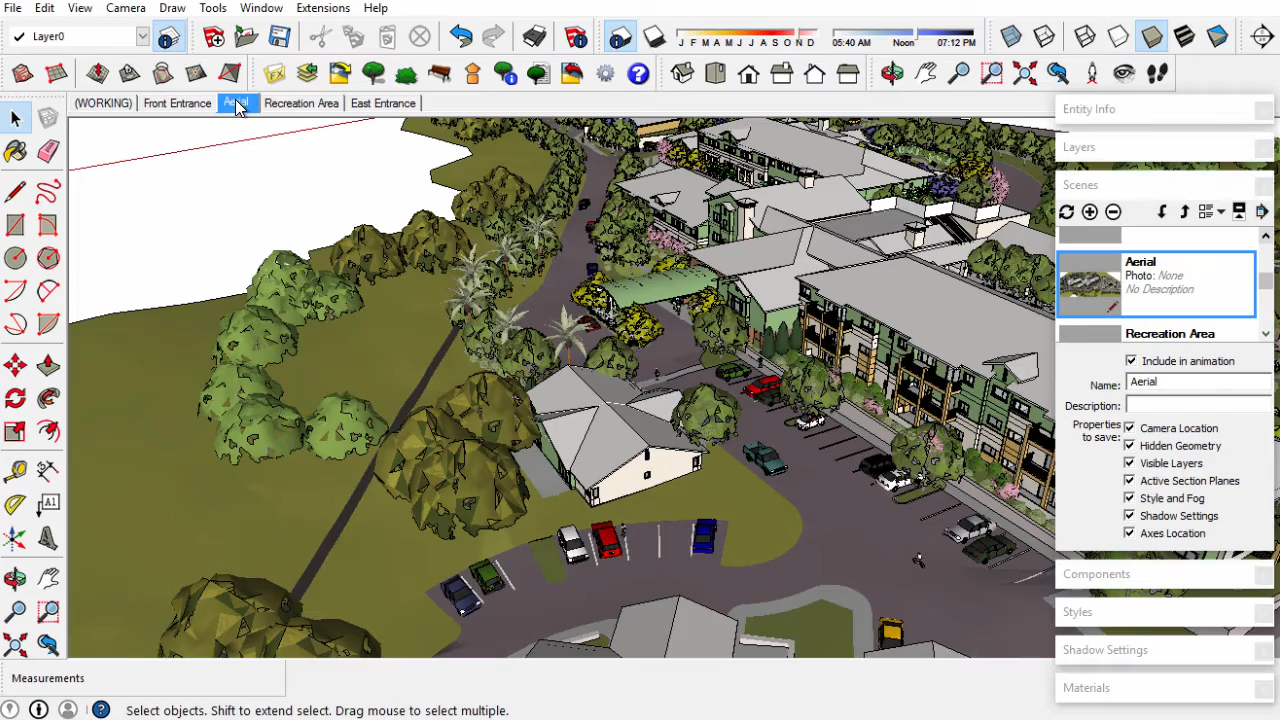 File Edit View Camera Draw Tools Window Extensions Help
Layer0
J F M A M J J A S O N D
05:40 AM Noon 07:12 PM
(WORKING) Front Entrance Aerial Recreation Area East Entrance
Entity Info
Layers
Scenes
Aerial
Photo: None
No Description
Recreation Area
Include in animation
Name: Aerial
Description:
Properties to save:
Camera Location
Hidden Geometry
Visible Layers
Active Section Planes
Style and Fog
Shadow Settings
Axes Location
Components
Styles
Shadow Settings
Materials
A1
Measurements
Select objects. Shift to extend select. Drag mouse to select multiple.